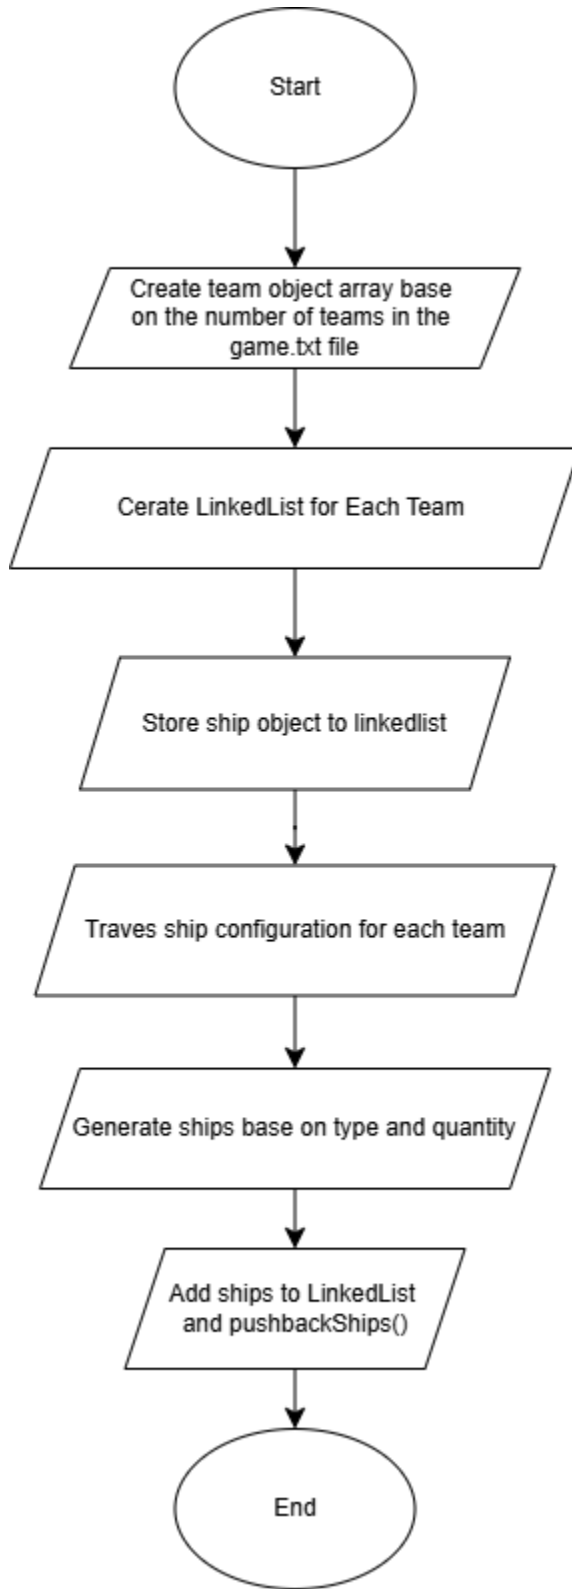 Start
Create team object array base
on the number of teams in the
game.txt file
Cerate LinkedList for Each Team
Store ship object to linkedlist
Traves ship configuration for each team
Generate ships base on type and quantity
Add ships to LinkedList
and pushbackShips()
End